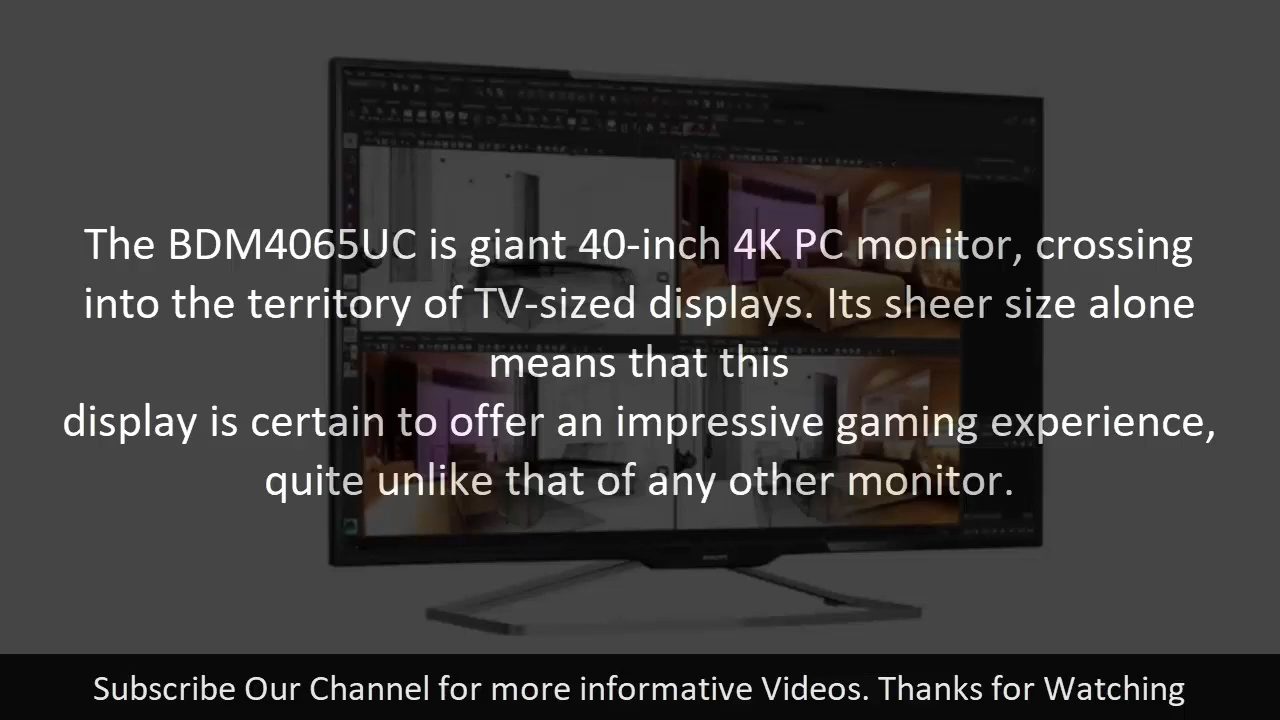 The BDM4065UC is giant 40-inch 4K PC monitor, crossing
into the territory of TV-sized displays. Its sheer size alone
means that this
display is certain to offer an impressive gaming experience,
quite unlike that of any other monitor.
PHILIPS
Subscribe Our Channel for more informative Videos. Thanks for Watching